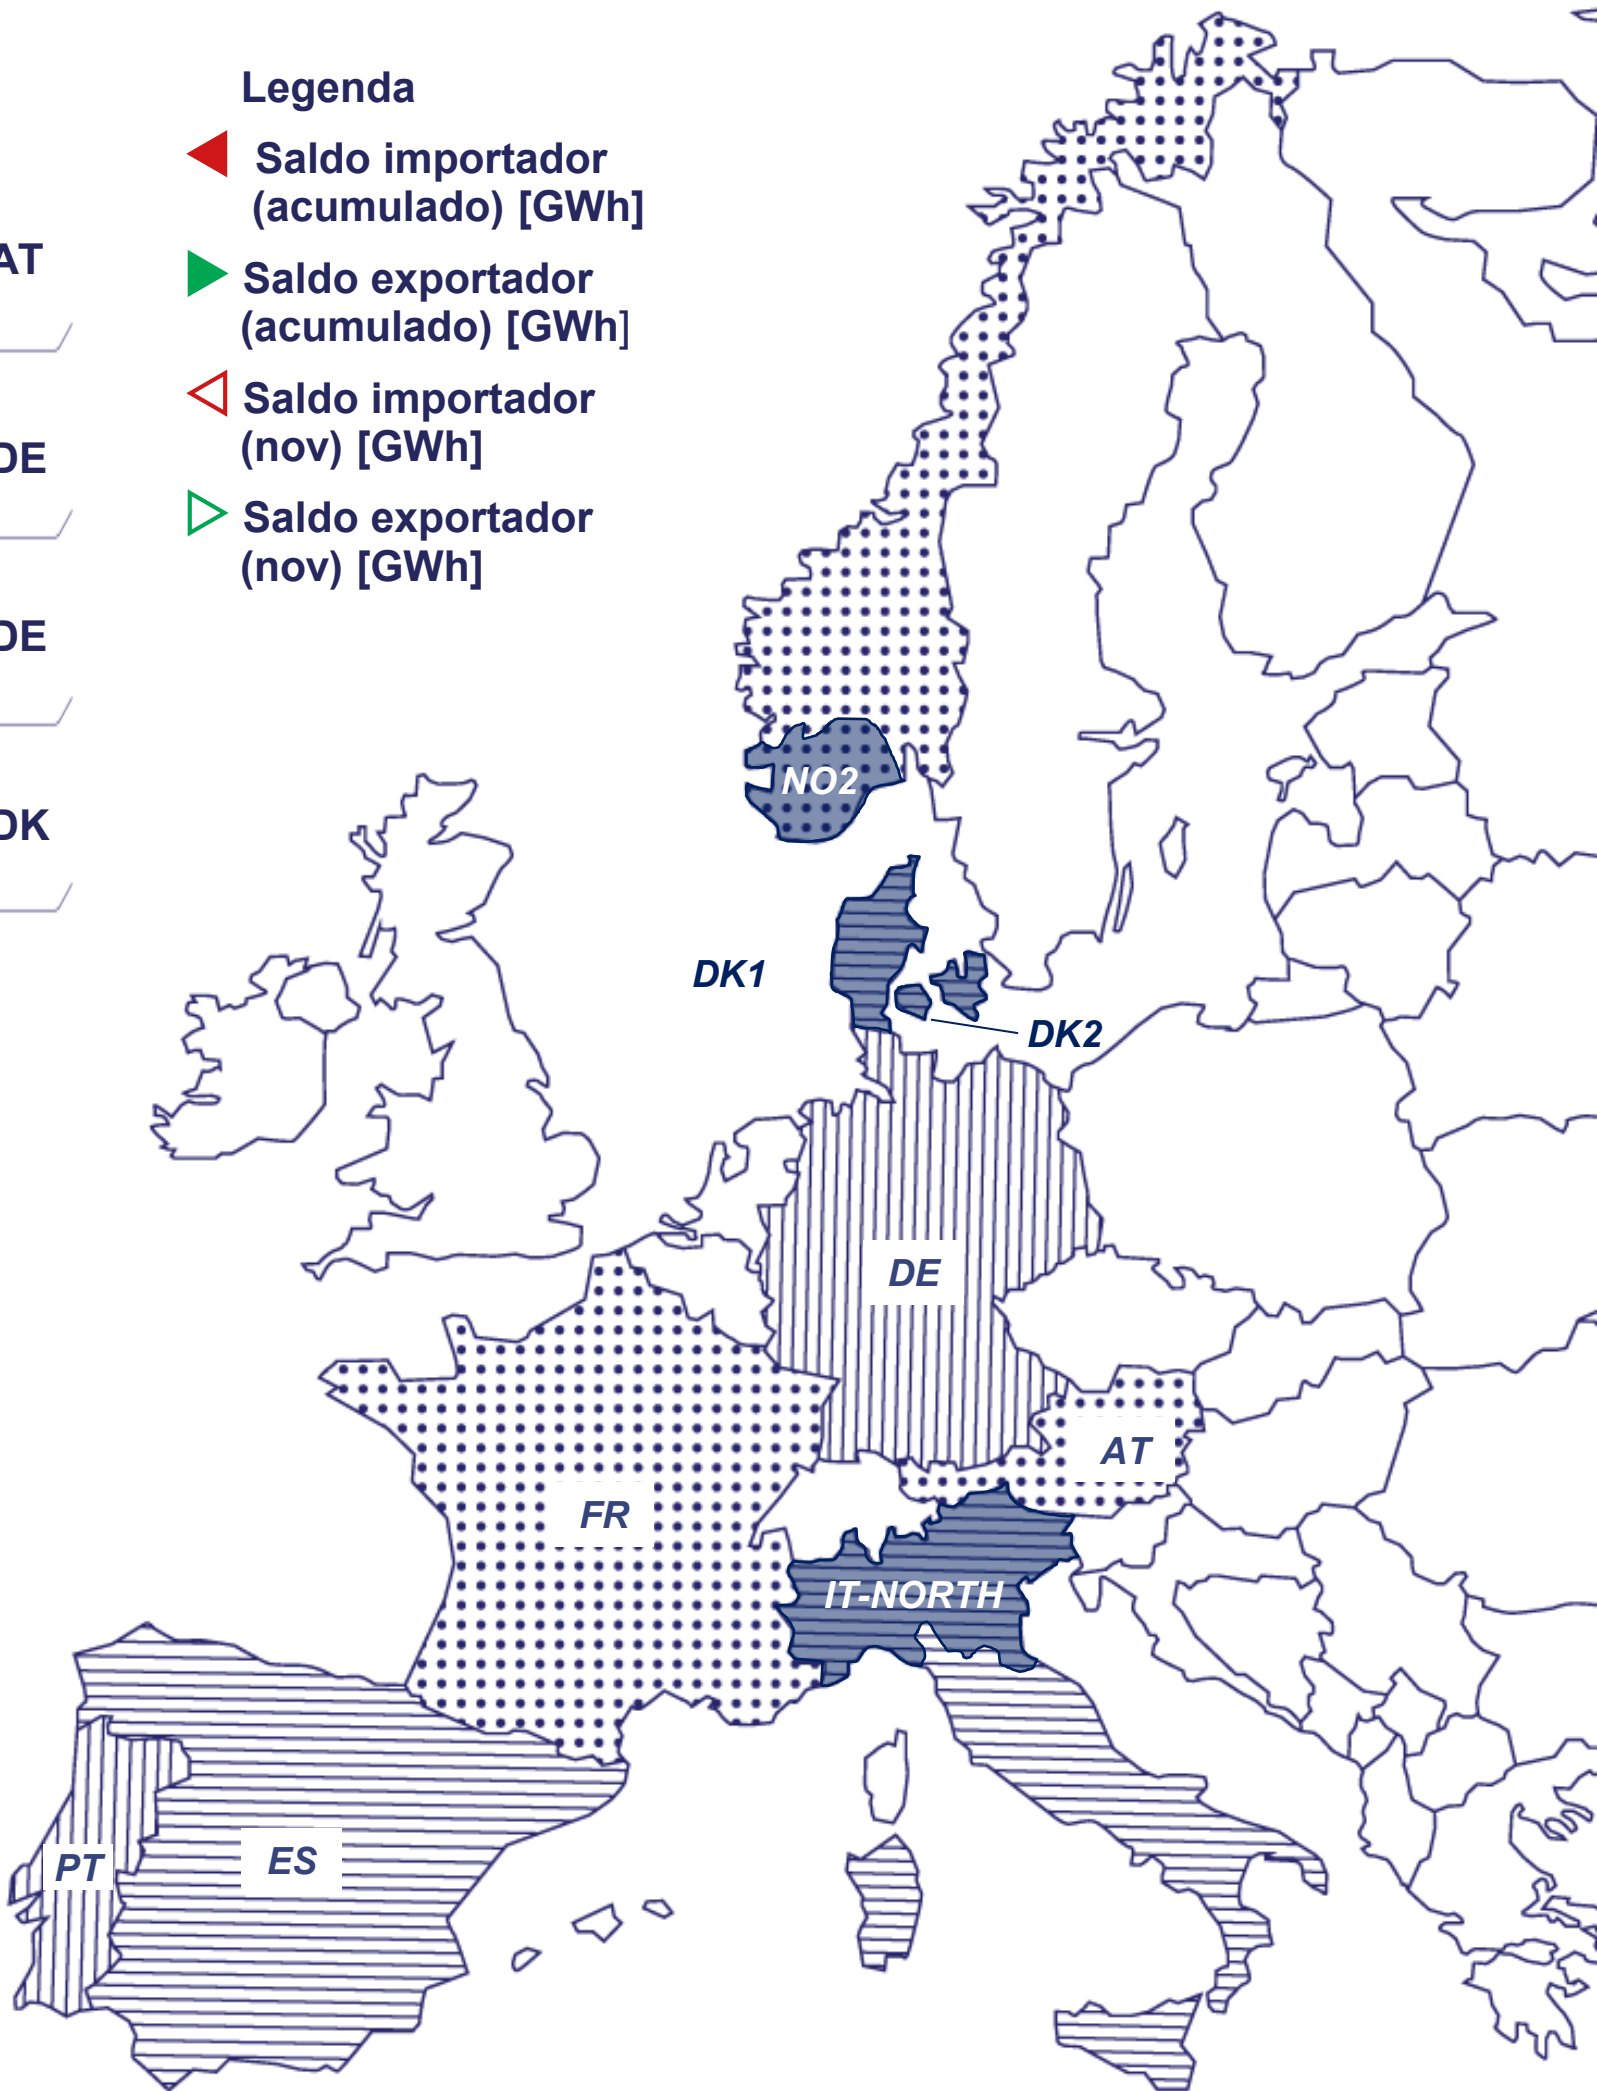 Legenda
Saldo importador
(acumulado) [GWh]
Saldo exportador
(acumulado) [GWh]
Saldo importador
(nov) [GWh]
Saldo exportador
(nov) [GWh]
AT
DE
DE
DK
NO2
DK1
DK2
DE
AT
FR
IT-NORTH
PT
ES